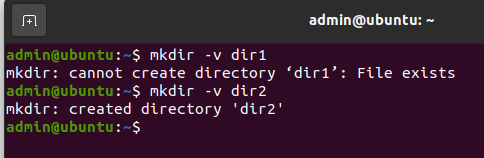 admin@ubuntu: ~
admin@ubuntu:~$ mkdir -v dir1
mkdir: cannot create directory ‘dir1’: File exists
admin@ubuntu:~$ mkdir -v dir2
mkdir: created directory 'dir2'
admin@ubuntu:~$